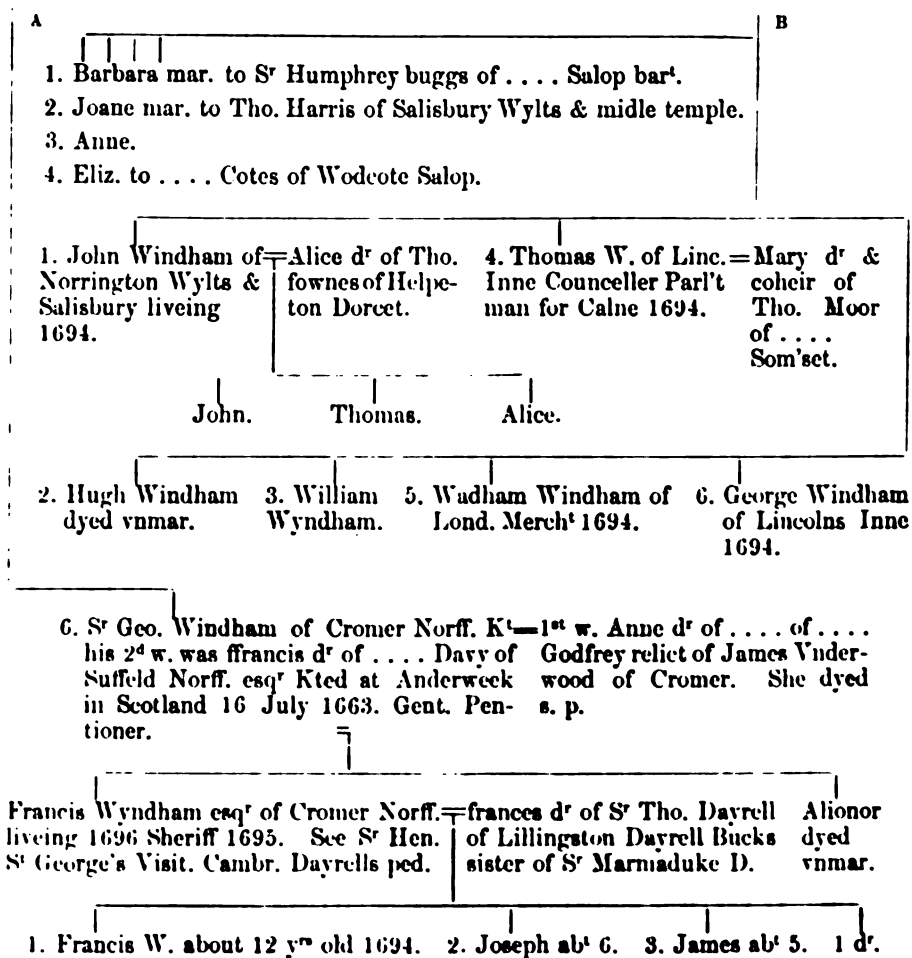 A B
1. Barbara mar. to Sʳ Humphrey buggs of . . . . Salop barᵗ.
2. Joane mar. to Tho. Harris of Salisbury Wylts & midle temple.
3. Anne.
4. Eliz. to . . . . Cotes of Wodcote Salop.
1. John Windham of = Alice dʳ of Tho.
Norrington Wylts & fownes of Helpe-
Salisbury liveing ton Dorcet.
1694.
4. Thomas W. of Linc. = Mary dʳ &
Inne Counceller Parl't coheir of
man for Calne 1694. Tho. Moor
of . . . .
Som'set.
John. Thomas. Alice.
2. Hugh Windham
dyed vnmar.
3. William
Wyndham.
5. Wadham Windham of
Lond. Merchᵗ 1694.
6. George Windham
of Lincolns Inne
1694.
6. Sʳ Geo. Windham of Cromer Norff. Kᵗ = 1ˢᵗ w. Anne dʳ of . . . . of . . . .
his 2ᵈ w. was ffrancis dʳ of . . . . Davy of Godfrey relict of James Vnder-
Suffeld Norff. esqʳ Kted at Anderweck wood of Cromer. She dyed
in Scotland 16 July 1663. Gent. Pen- s. p.
tioner.
Francis Wyndham esqʳ of Cromer Norff. = frances dʳ of Sʳ Tho. Dayrell
liveing 1696 Sheriff 1695. See Sʳ Hen. of Lillingston Dayrell Bucks
Sᵗ George's Visit. Cambr. Dayrells ped. sister of Sʳ Marmaduke D.
Alionor
dyed
vnmar.
1. Francis W. about 12 yʳˢ old 1694. 2. Joseph abᵗ 6. 3. James abᵗ 5. 1 dʳ.